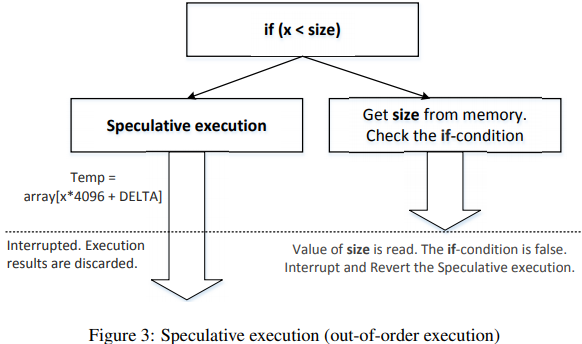 if (x < size)
Speculative execution
Get size from memory.
Check the if-condition
Temp =
array[x*4096 + DELTA]
Interrupted. Execution
results are discarded.
Value of size is read. The if-condition is false.
Interrupt and Revert the Speculative execution.
Figure 3: Speculative execution (out-of-order execution)